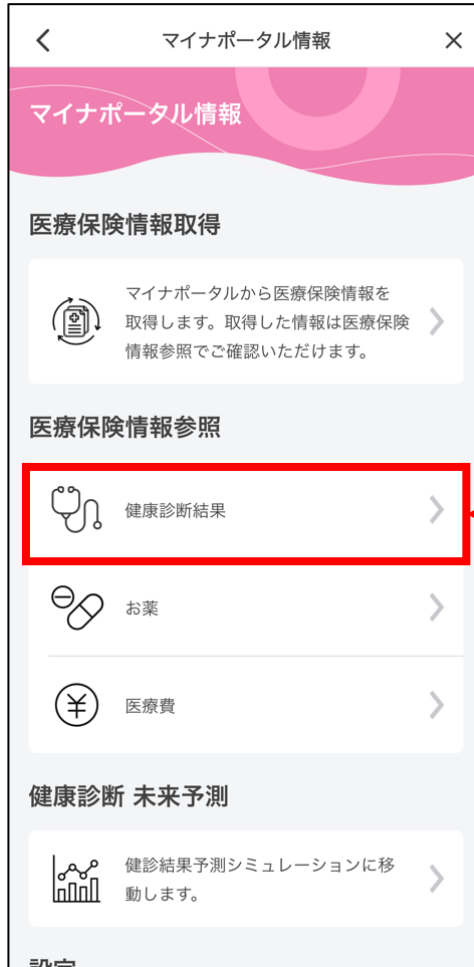 マイナポータル情報
マイナポータル情報
医療保険情報取得
マイナポータルから医療保険情報を
取得します。取得した情報は医療保険
情報参照でご確認いただけます。
医療保険情報参照
健康診断結果
お薬
医療費
健康診断 未来予測
健診結果予測シミュレーションに移
動します。
設定